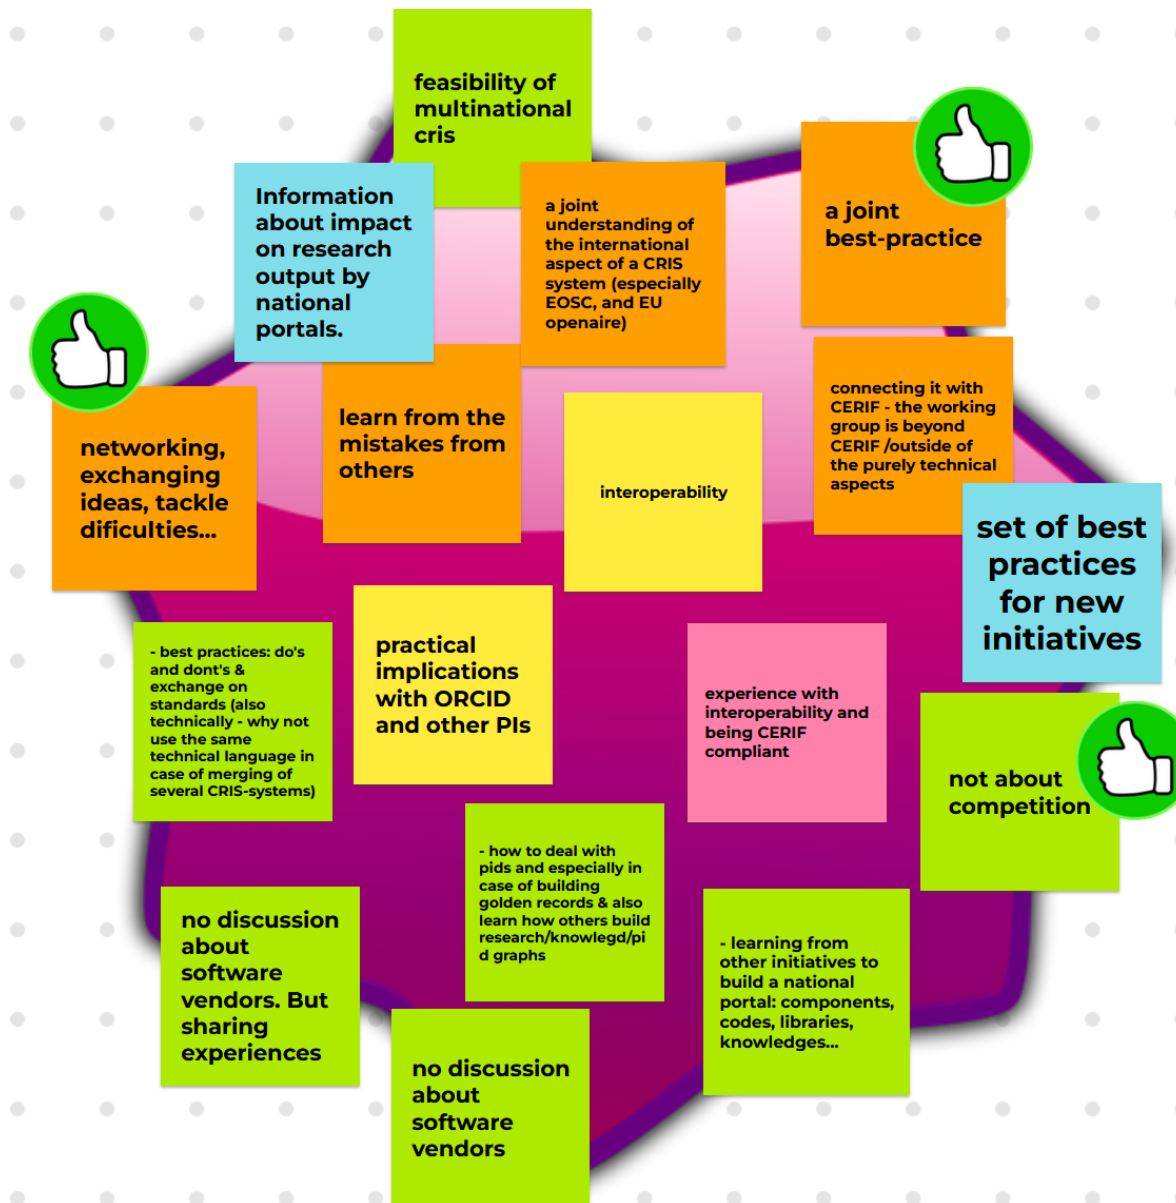 feasibility of
multinational
cris
Information
about impact
on research
output by
national
portals.
a joint
understanding of
the international
aspect of a CRIS
system (especially
EOSC, and EU
openaire)
a joint
best-practice
networking,
exchanging
ideas, tackle
dificulties...
learn from the
mistakes from
others
interoperability
connecting it with
CERIF - the working
group is beyond
CERIF /outside of
the purely technical
aspects
set of best
practices
for new
initiatives
- best practices: do's
and dont's &
exchange on
standards (also
technically - why not
use the same
technical language in
case of merging of
several CRIS-systems)
practical
implications
with ORCID
and other PIs
experience with
interoperability and
being CERIF
compliant
not about
competition
- how to deal with
pids and especially in
case of building
golden records & also
learn how others build
research/knowlegd/pi
d graphs
no discussion
about
software
vendors. But
sharing
experiences
- learning from
other initiatives to
build a national
portal: components,
codes, libraries,
knowledges...
no discussion
about
software
vendors